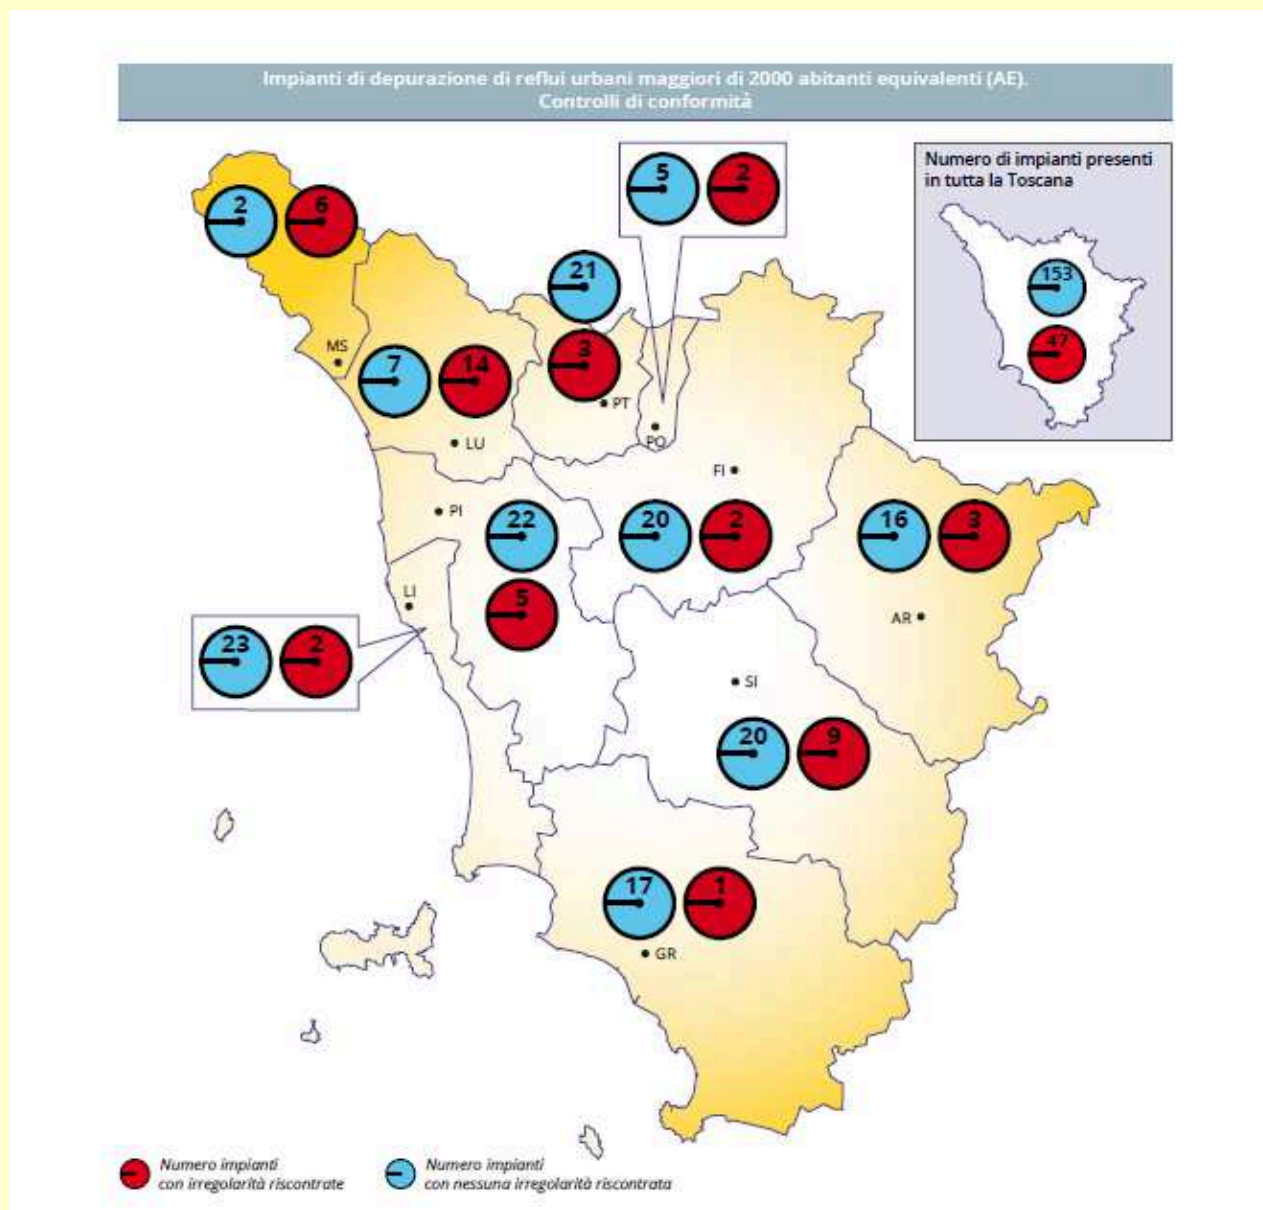 Impianti di depurazione di reflui urbani maggiori di 2000 abitanti equivalenti (AE).
Controlli di conformità
5 2
Numero di impianti presenti
in tutta la Toscana
2 6
21
153
3
47
MS
7 14
PT
PO
LU
FI
PI
22
20 2
16 3
LI
5
AR
23 2
SI
20 9
17 1
GR
Numero impianti
con irregolarità riscontrate
Numero impianti
con nessuna irregolarità riscontrata